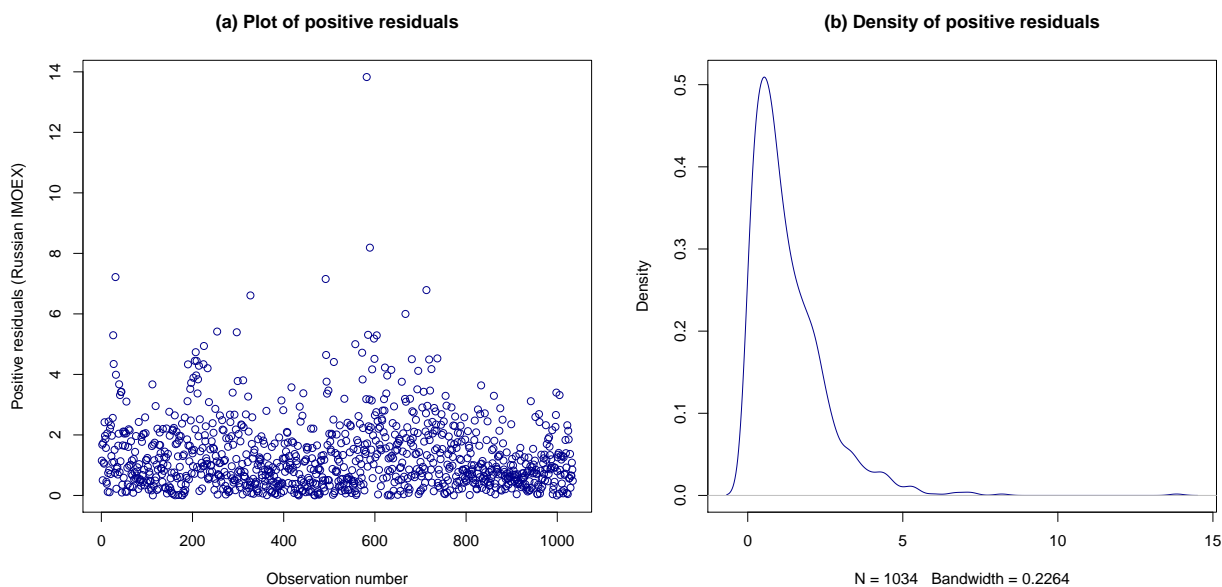 (a) Plot of positive residuals
Positive residuals (Russian IMOEX)
14
12
10
8
6
4
2
0
0 200 400 600 800 1000
Observation number
(b) Density of positive residuals
Density
0.5
0.4
0.3
0.2
0.1
0.0
0 5 10 15
N = 1034 Bandwidth = 0.2264